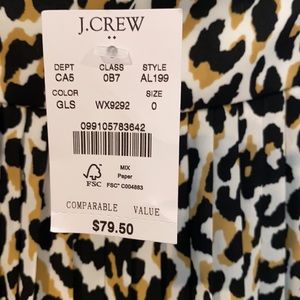 J.CREW
DEPT CLASS STYLE
CA5 0B7 AL199
COLOR SIZE
GLS WX9292 0
099105783642
FSC
MIX
Paper
FSC® C004883
COMPARABLE VALUE
$79.50